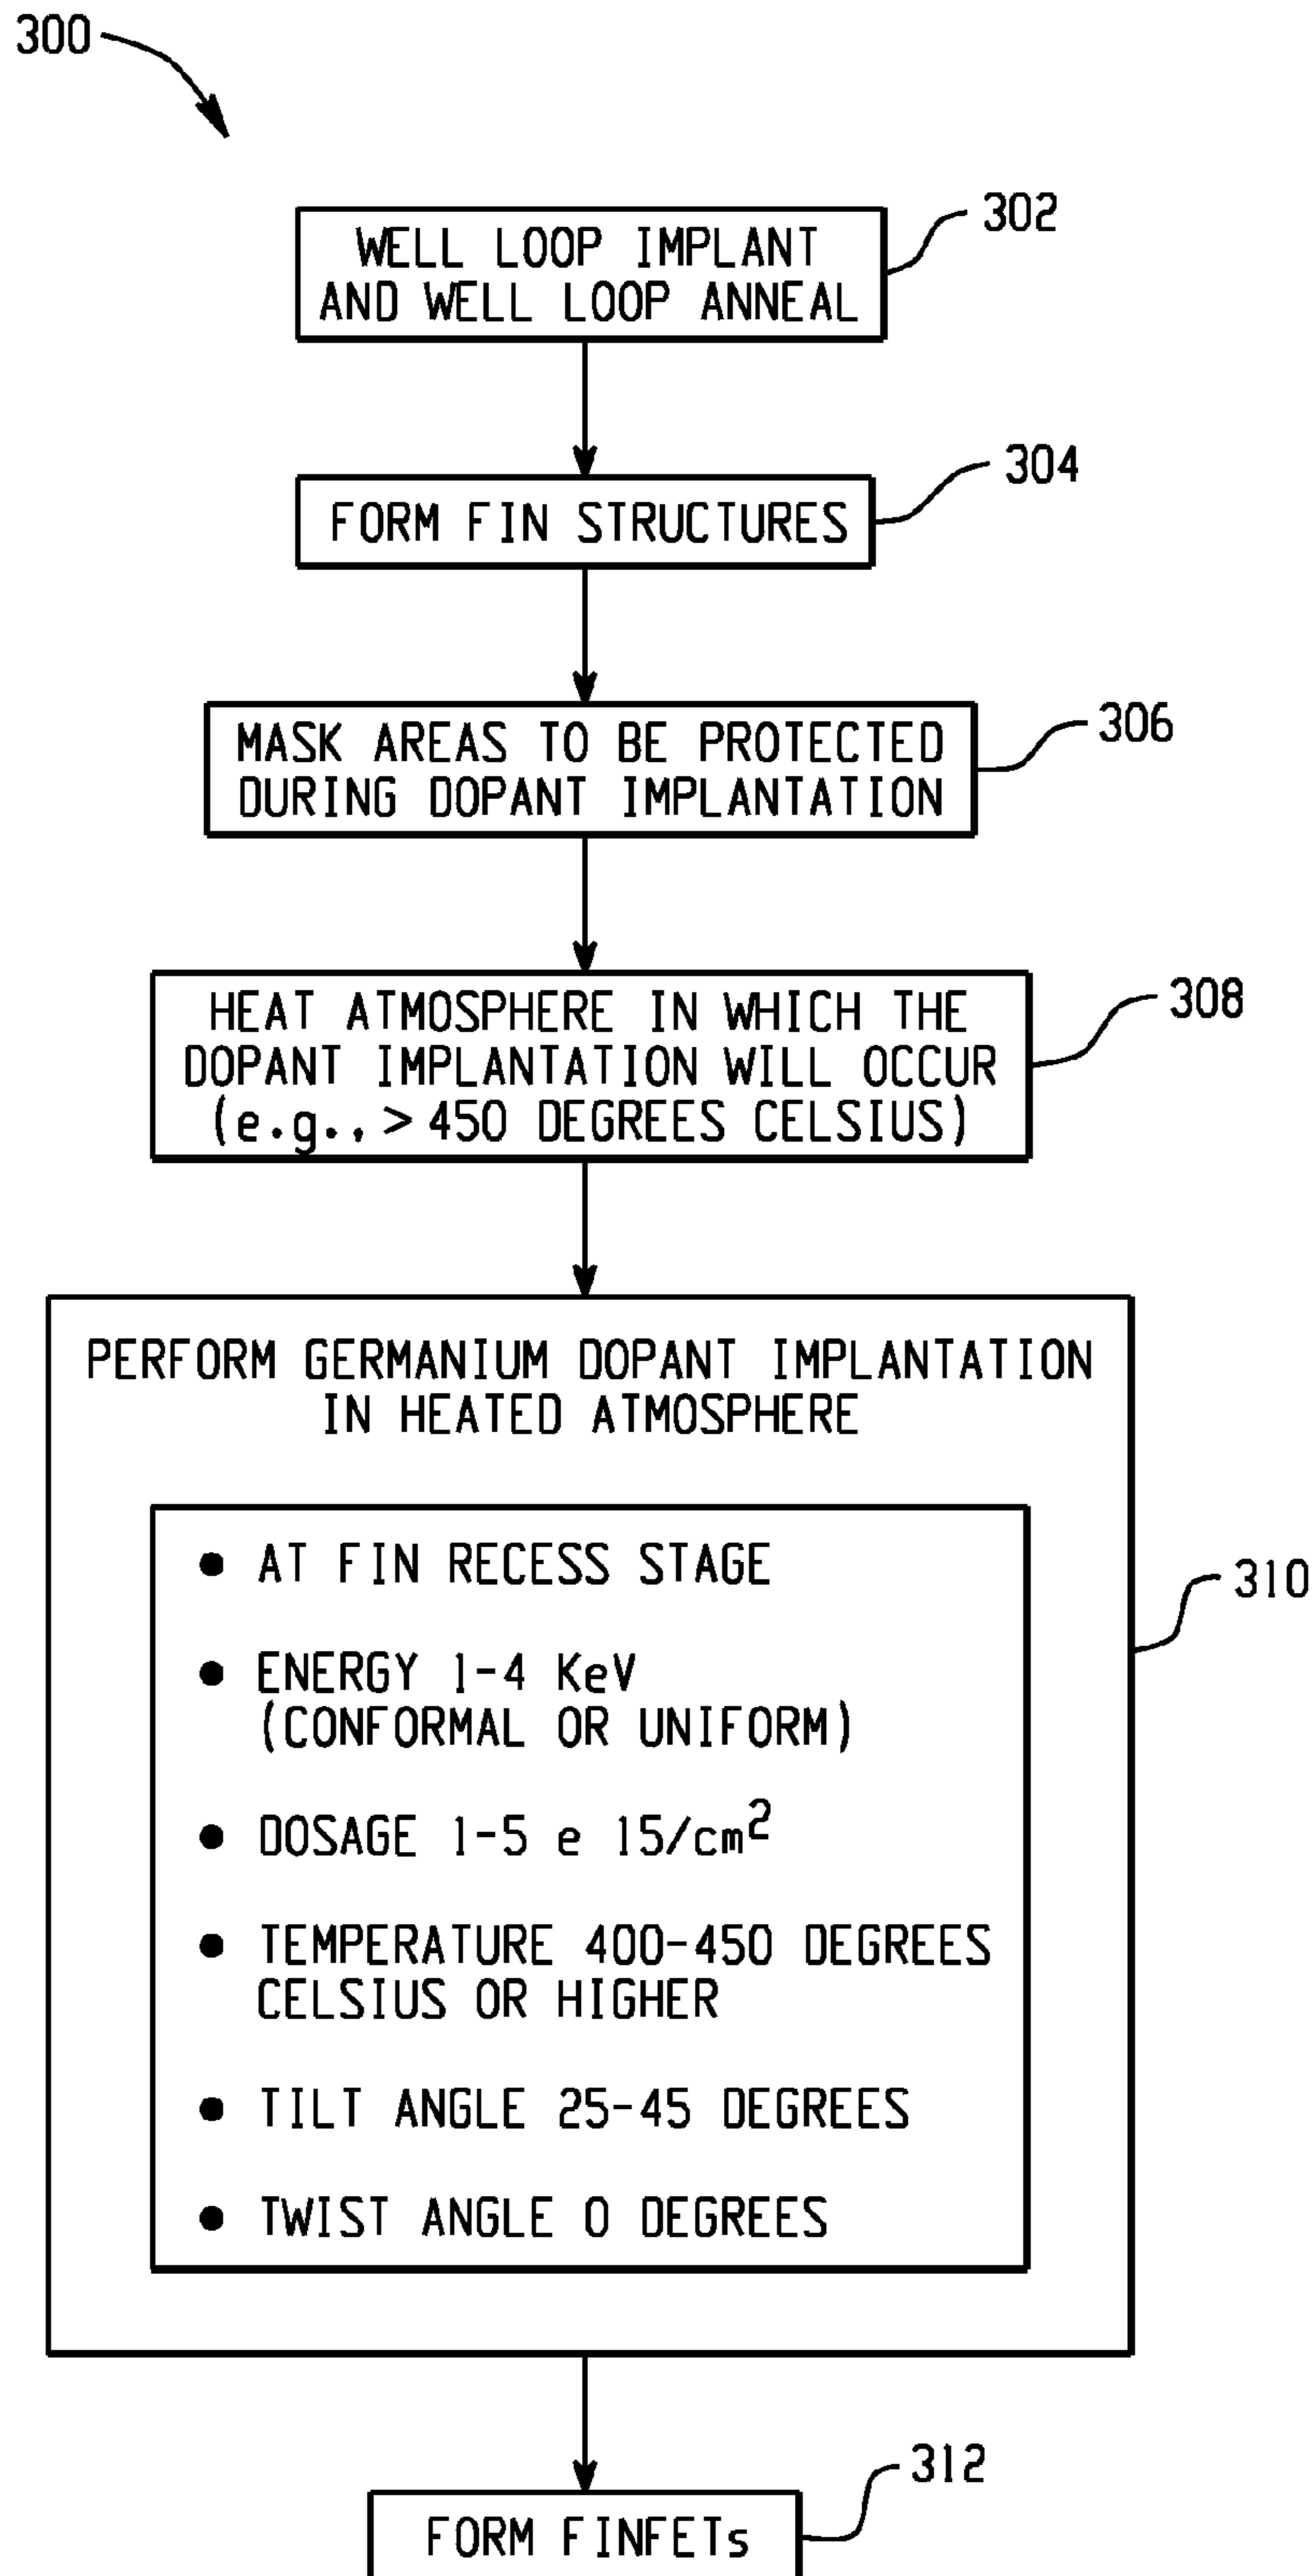 300
302
WELL LOOP IMPLANT
AND WELL LOOP ANNEAL
304
FORM FIN STRUCTURES
306
MASK AREAS TO BE PROTECTED
DURING DOPANT IMPLANTATION
308
HEAT ATMOSPHERE IN WHICH THE
DOPANT IMPLANTATION WILL OCCUR
(e.g., > 450 DEGREES CELSIUS)
PERFORM GERMANIUM DOPANT IMPLANTATION
IN HEATED ATMOSPHERE
310
● AT FIN RECESS STAGE
● ENERGY 1-4 KeV
(CONFORMAL OR UNIFORM)
● DOSAGE 1-5 e 15/cm²
● TEMPERATURE 400-450 DEGREES
CELSIUS OR HIGHER
● TILT ANGLE 25-45 DEGREES
● TWIST ANGLE 0 DEGREES
312
FORM FINFETs